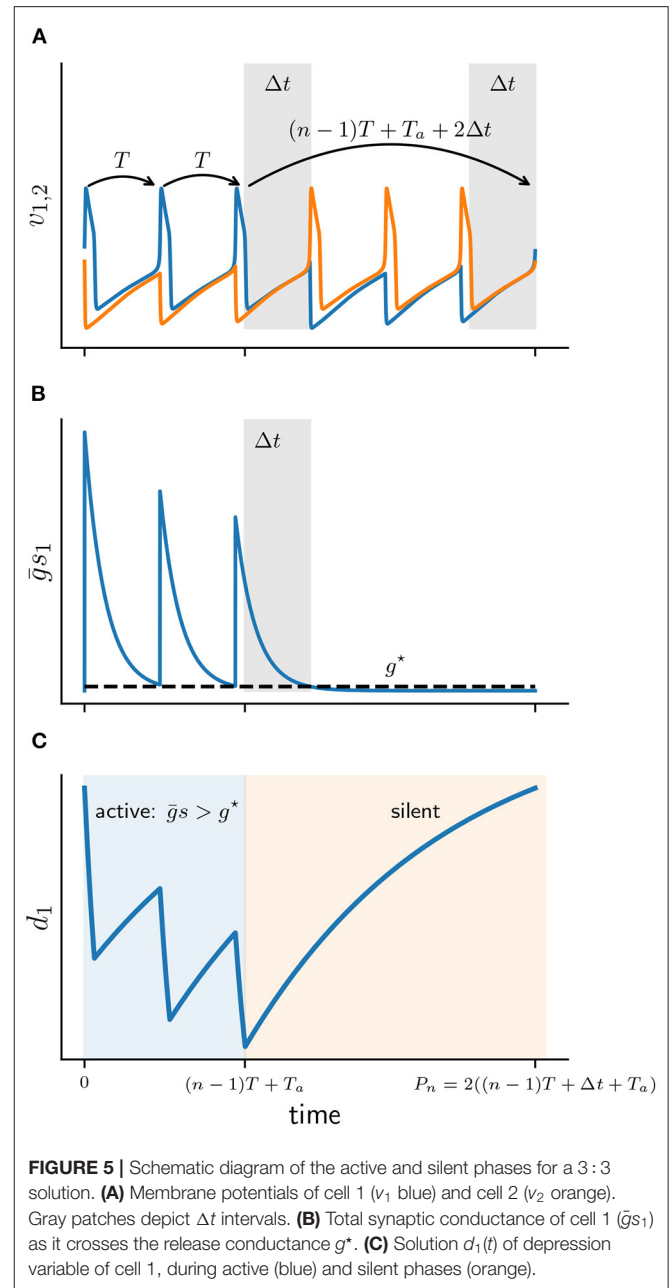 A
Δt
Δt
(n − 1)T + T_a + 2Δt
T
T
v_{1,2}
B
Δt
ḡs_1
g^⋆
C
active: ḡs > g^⋆
silent
d_1
0
(n − 1)T + T_a
P_n = 2((n − 1)T + Δt + T_a)
time
FIGURE 5 | Schematic diagram of the active and silent phases for a 3 : 3
solution. (A) Membrane potentials of cell 1 (v_1 blue) and cell 2 (v_2 orange).
Gray patches depict Δt intervals. (B) Total synaptic conductance of cell 1 (ḡs_1)
as it crosses the release conductance g^⋆. (C) Solution d_1(t) of depression
variable of cell 1, during active (blue) and silent phases (orange).